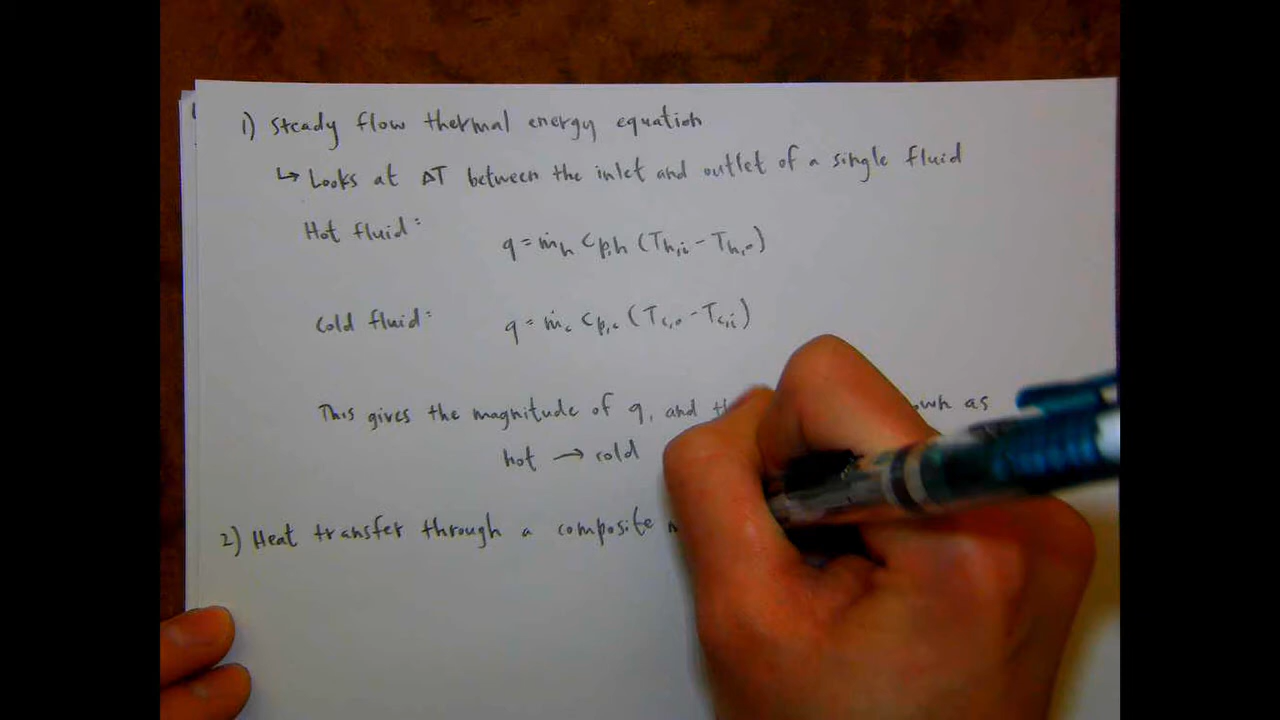 1) Steady flow thermal energy equation
↳ Looks at ΔT between the inlet and outlet of a single fluid
Hot fluid: q = ṁₕ Cp,h (Th,i - Th,o)
Cold fluid: q = ṁc Cp,c (Tc,o - Tc,i)
This gives the magnitude of q, and as
hot → cold
2) Heat transfer through a composite